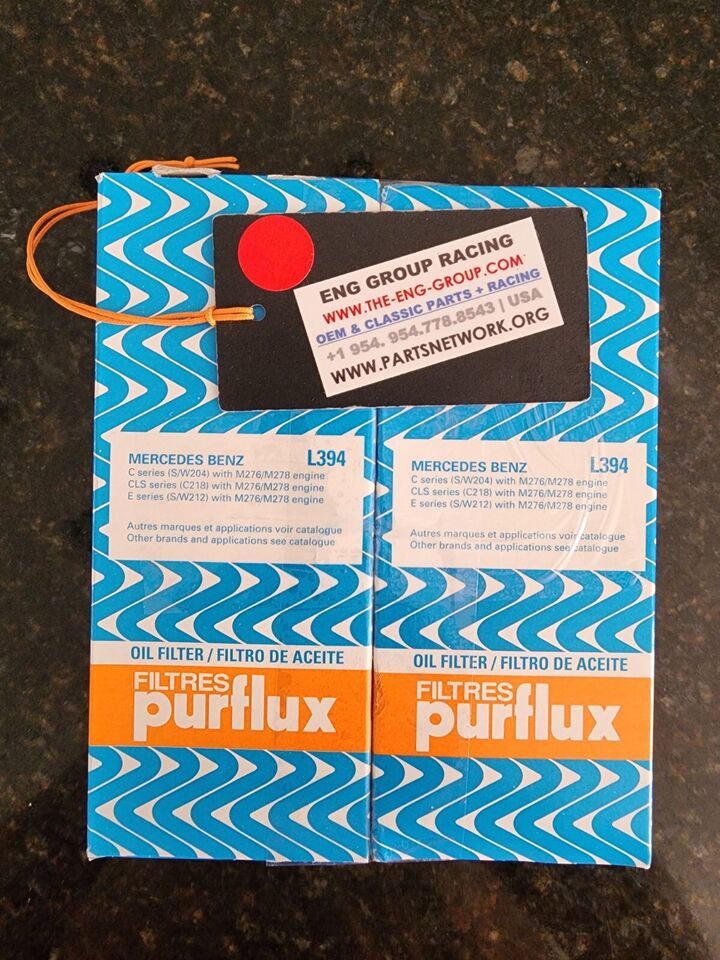 ENG GROUP RACING
WWW.THE-ENG-GROUP.COM
OEM & CLASSIC PARTS + RACING
+1 954. 954.778.8543 | USA
WWW.PARTSNETWORK.ORG
MERCEDES BENZ L394
C series (S/W204) with M276/M278 engine
CLS series (C218) with M276/M278 engine
E series (S/W212) with M276/M278 engine
Autres marques et applications voir catalogue
Other brands and applications see catalogue
OIL FILTER / FILTRO DE ACEITE
FILTRES
purflux
MERCEDES BENZ L394
C series (S/W204) with M276/M278 engine
CLS series (C218) with M276/M278 engine
E series (S/W212) with M276/M278 engine
Autres marques et applications voir catalogue
Other brands and applications see catalogue
OIL FILTER / FILTRO DE ACEITE
FILTRES
purflux